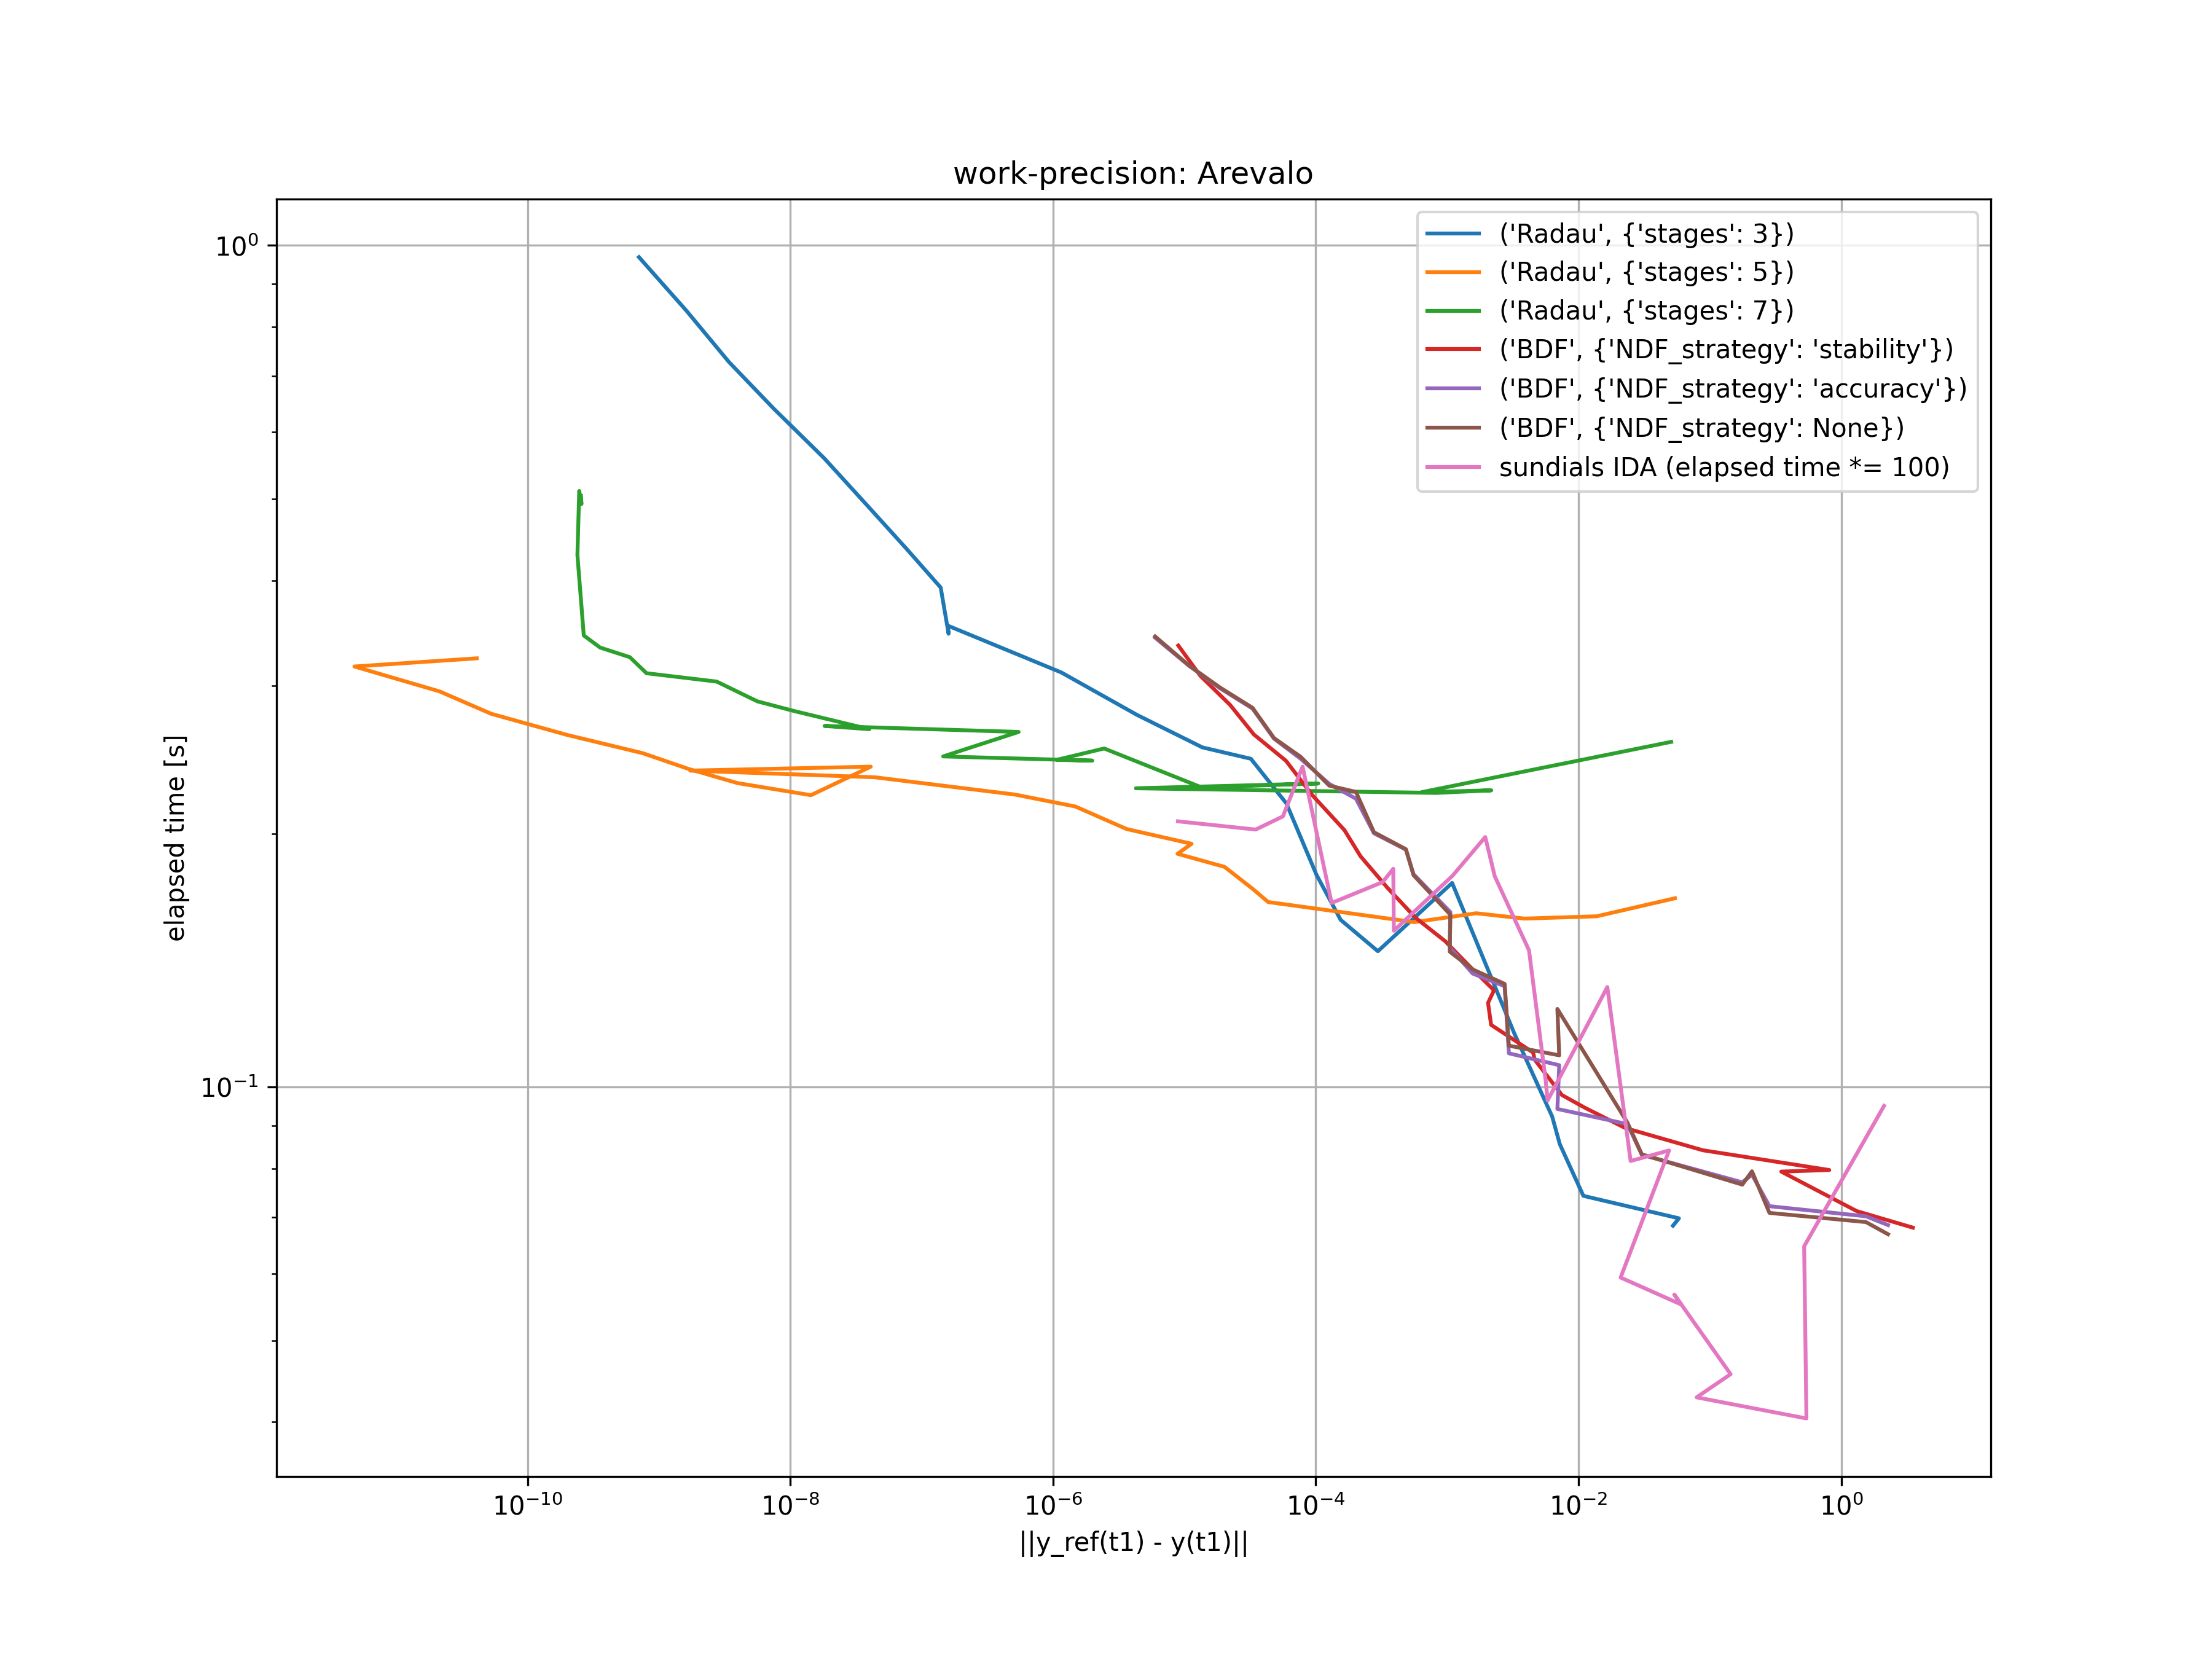 work-precision: Arevalo
('Radau', {'stages': 3})
('Radau', {'stages': 5})
('Radau', {'stages': 7})
('BDF', {'NDF_strategy': 'stability'})
('BDF', {'NDF_strategy': 'accuracy'})
('BDF', {'NDF_strategy': None})
sundials IDA (elapsed time *= 100)
elapsed time [s]
10⁰
10⁻¹
10⁻¹⁰ 10⁻⁸ 10⁻⁶ 10⁻⁴ 10⁻² 10⁰
||y_ref(t1) - y(t1)||